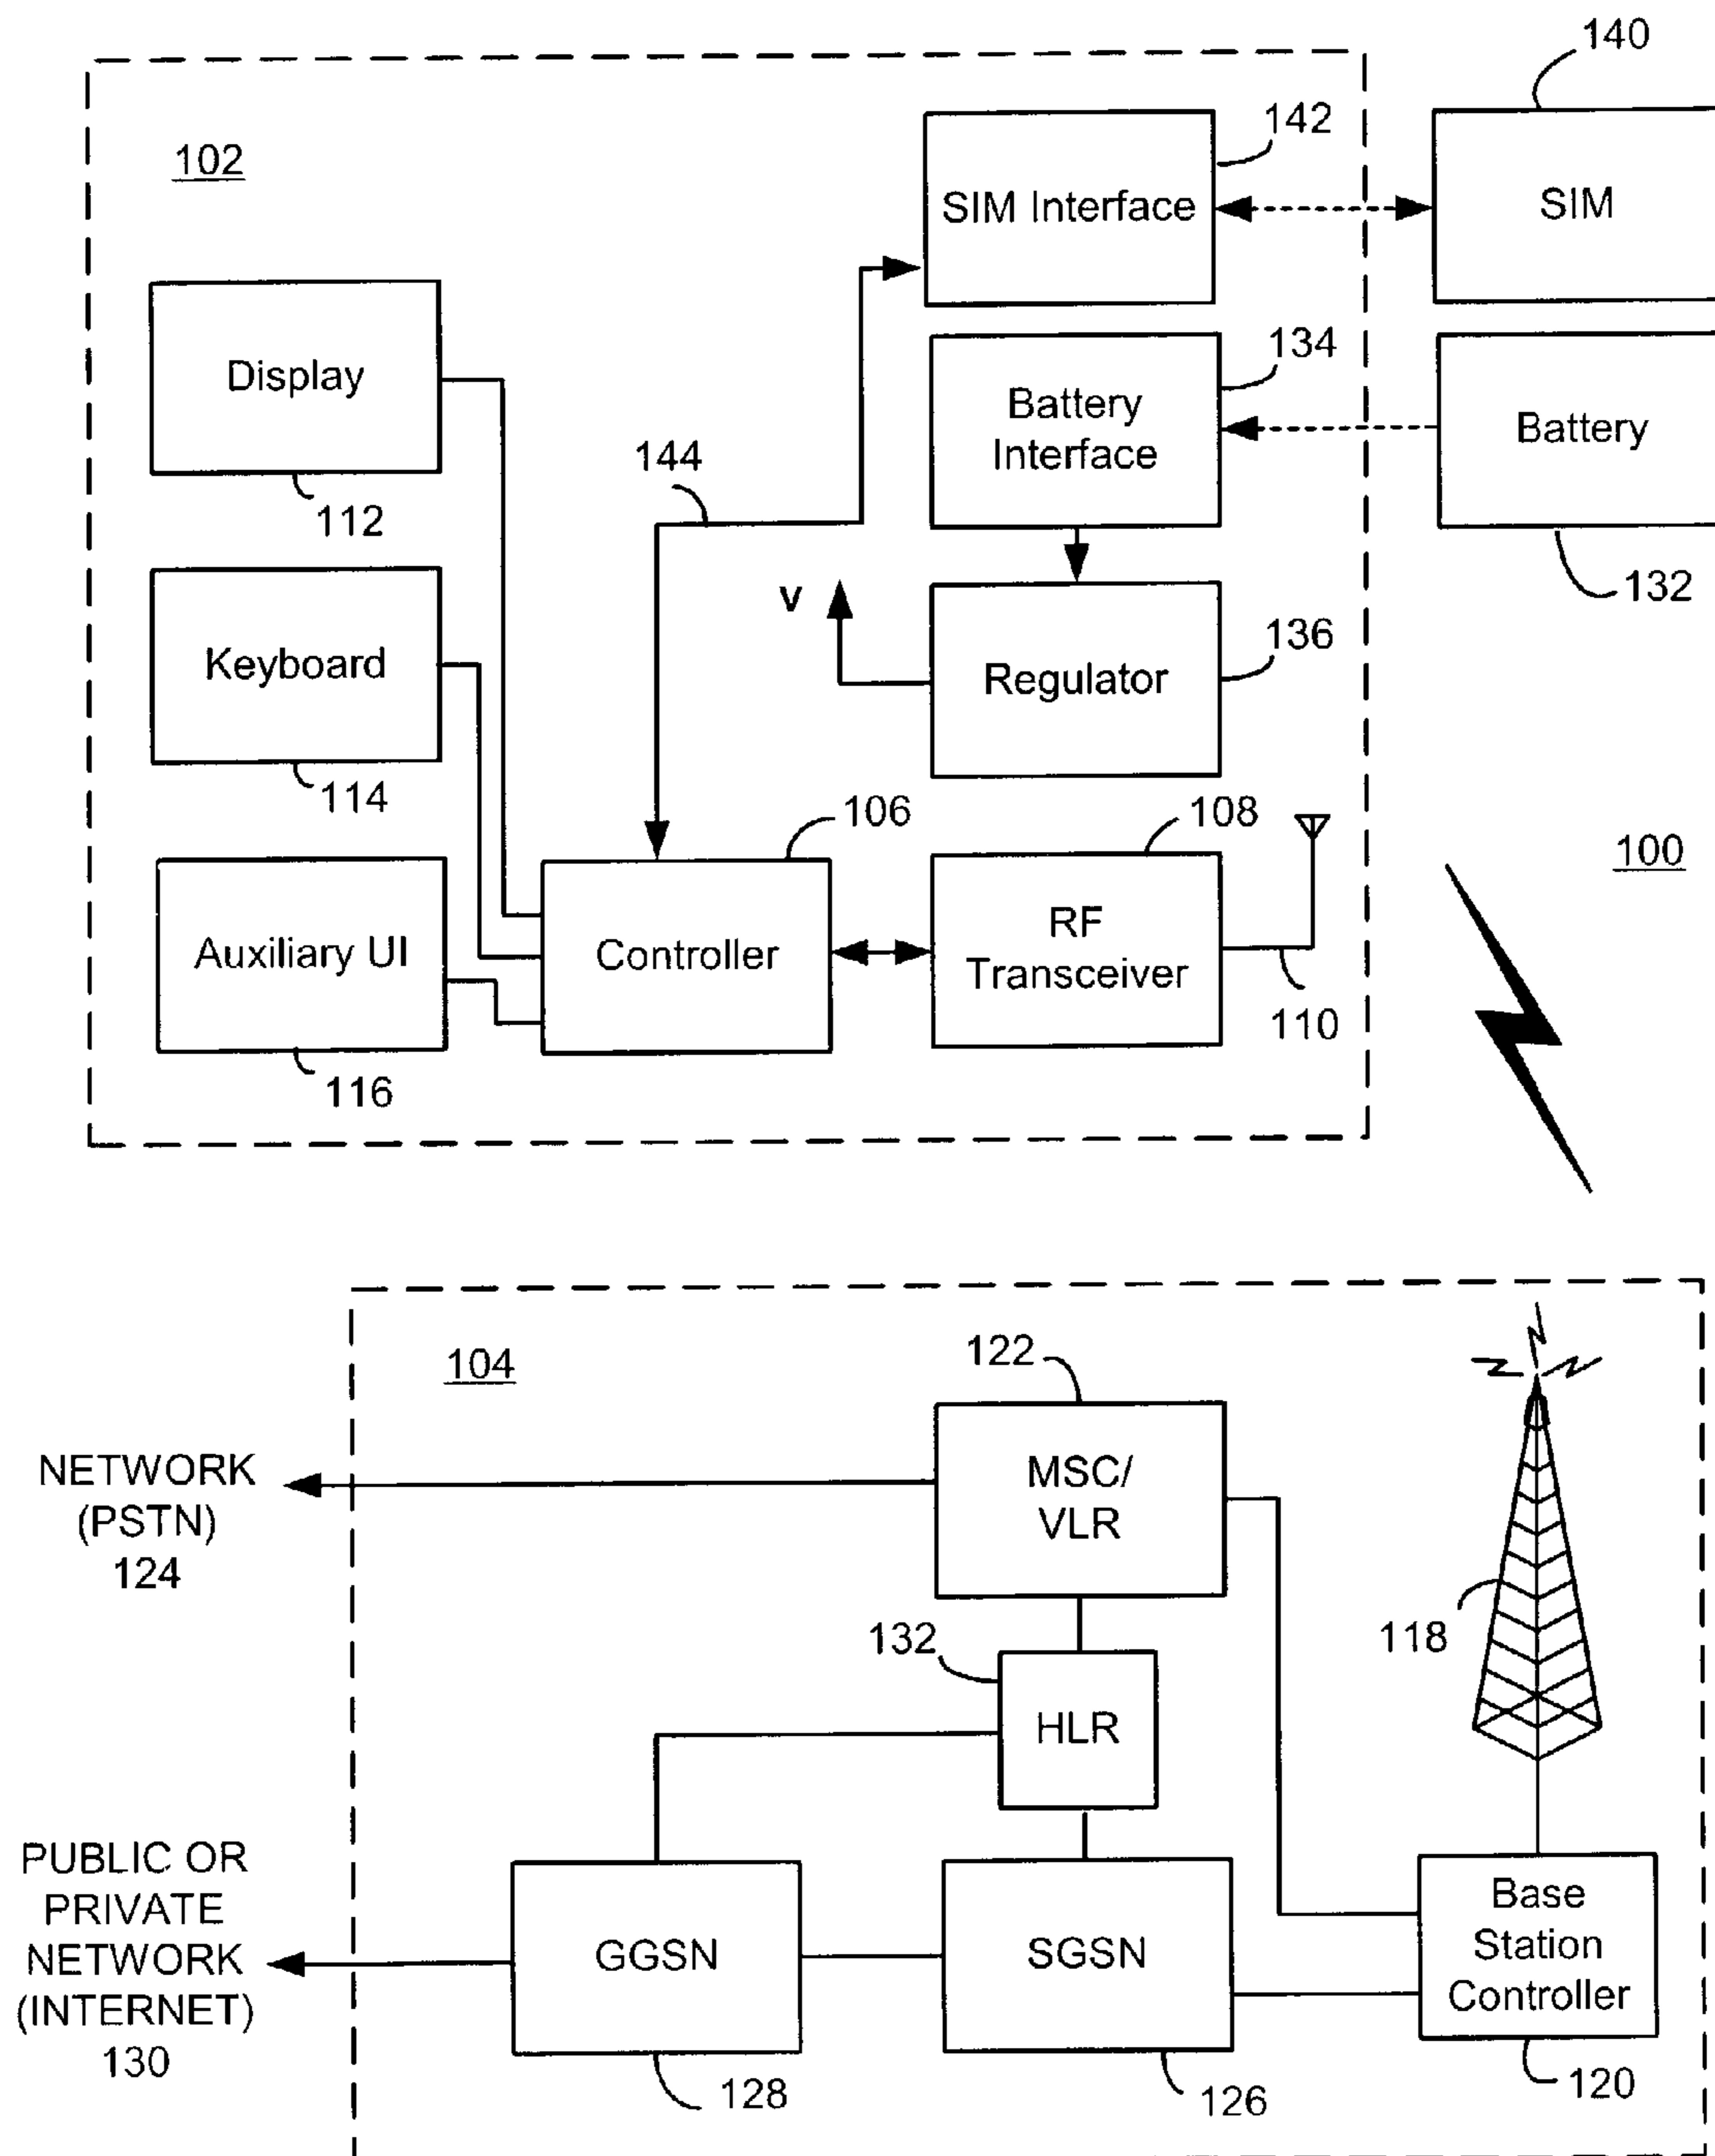 140
142
102
SIM Interface
SIM
134
Display
Battery
Interface
Battery
144
112
132
V
136
Keyboard
Regulator
114
106
108
100
RF
Transceiver
Auxiliary UI
Controller
110
116
122
104
NETWORK
(PSTN)
124
MSC/
VLR
118
132
HLR
PUBLIC OR
PRIVATE
NETWORK
(INTERNET)
130
GGSN
SGSN
Base
Station
Controller
128
126
120